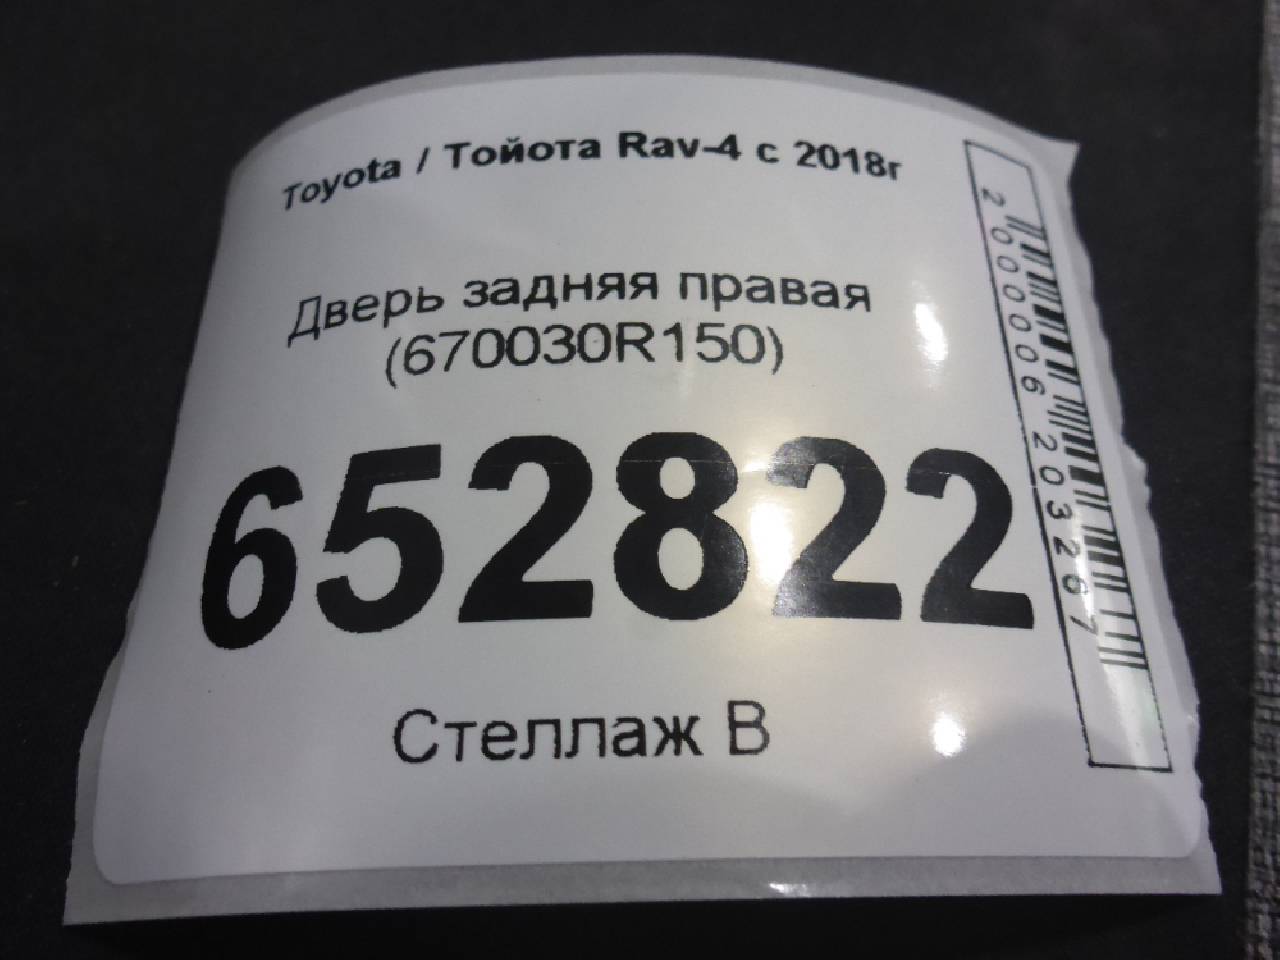 Toyota / Тойота Rav-4 с 2018г
Дверь задняя правая
(670030R150)
652822
Стеллаж В
2000006203267